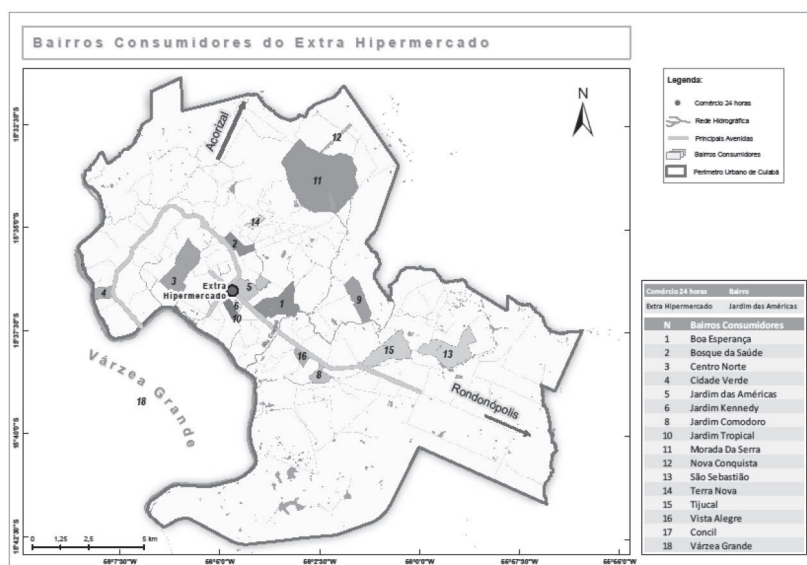 Bairros Consumidores do Extra Hipermercado
Acorizal
N
12
11
14
2
3
5
4
Extra
Hipermercado
6
1
9
10
15
13
16
8
Várzea Grande
18
Rondonópolis
0 1,25 2,5 5 km
Legenda:
Comércio 24 horas
Rede Hidrográfica
Principais Avenidas
Bairros Consumidores
Perímetro Urbano de Cuiabá
Comércio 24 horas Bairro
Extra Hipermercado Jardim das Américas
N Bairros Consumidores
1 Boa Esperança
2 Bosque da Saúde
3 Centro Norte
4 Cidade Verde
5 Jardim das Américas
6 Jardim Kennedy
8 Jardim Comodoro
10 Jardim Tropical
11 Morada Da Serra
12 Nova Conquista
13 São Sebastião
14 Terra Nova
15 Tijucal
16 Vista Alegre
17 Concil
18 Várzea Grande